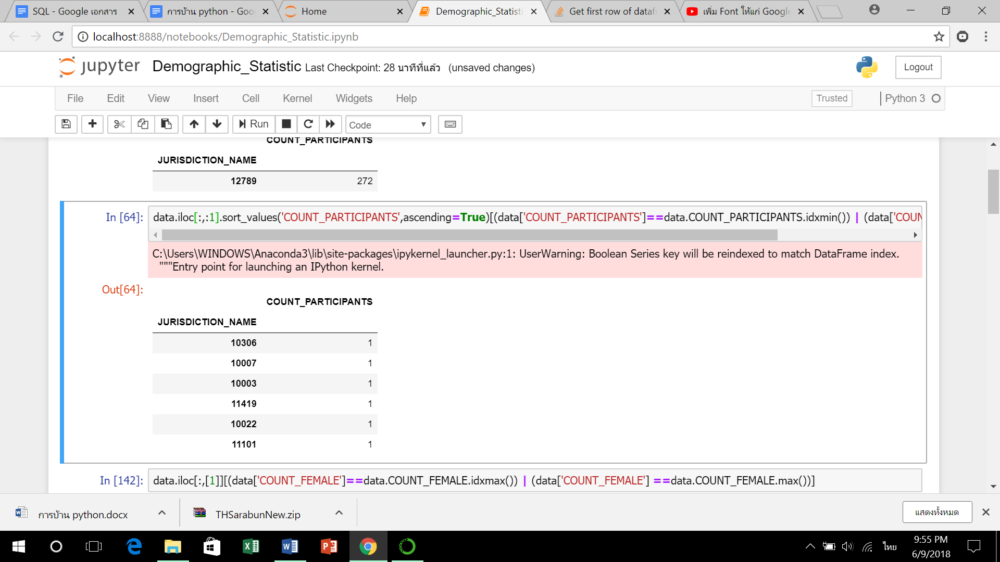 SQL - Google เอกสาร
การบ้าน python - Goo
Home
Demographic_Statisti
Get first row of dataf
เพิ่ม Font ให้แก่ Google
localhost:8888/notebooks/Demographic_Statistic.ipynb
jupyter Demographic_Statistic Last Checkpoint: 28 นาทีที่แล้ว (unsaved changes)
Logout
File Edit View Insert Cell Kernel Widgets Help
Trusted
Python 3
Run
Code
COUNT_PARTICIPANTS
JURISDICTION_NAME
12789 272
In [64]: data.iloc[:,:1].sort_values('COUNT_PARTICIPANTS',ascending=True)[(data['COUNT_PARTICIPANTS']==data.COUNT_PARTICIPANTS.idxmin()) | (data['COUN
C:\Users\WINDOWS\Anaconda3\lib\site-packages\ipykernel_launcher.py:1: UserWarning: Boolean Series key will be reindexed to match DataFrame index.
"""Entry point for launching an IPython kernel.
Out[64]:
COUNT_PARTICIPANTS
JURISDICTION_NAME
10306 1
10007 1
10003 1
11419 1
10022 1
11101 1
In [142]: data.iloc[:,[1]][(data['COUNT_FEMALE']==data.COUNT_FEMALE.idxmax()) | (data['COUNT_FEMALE'] ==data.COUNT_FEMALE.max())]
การบ้าน python.docx
THSarabunNew.zip
แสดงทั้งหมด
ไทย
9:55 PM
6/9/2018